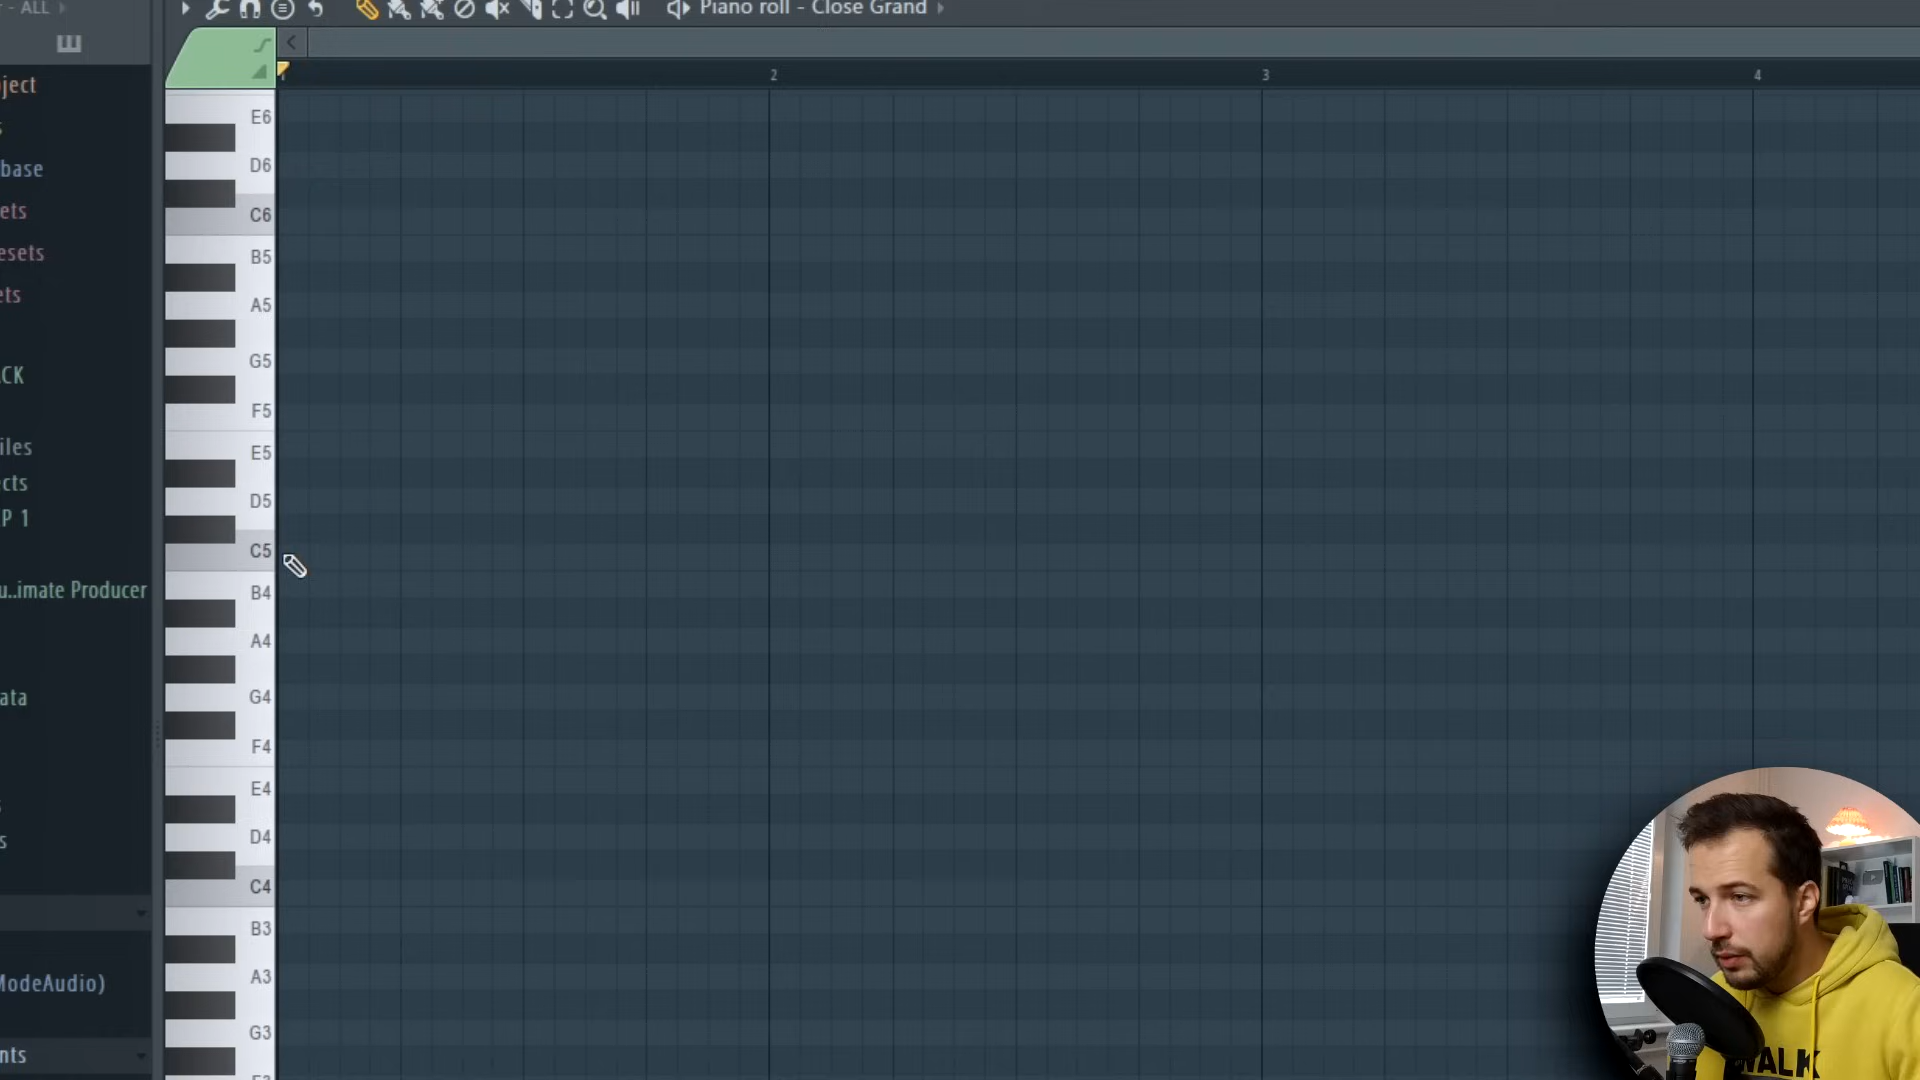 - ALL
Piano roll - Close Grand
2
3
4
ject
base
ets
esets
ets
CK
iles
cts
P 1
u..imate Producer
ata
s
ModeAudio)
nts
E6
D6
C6
B5
A5
G5
F5
E5
D5
C5
B4
A4
G4
F4
E4
D4
C4
B3
A3
G3
WALK